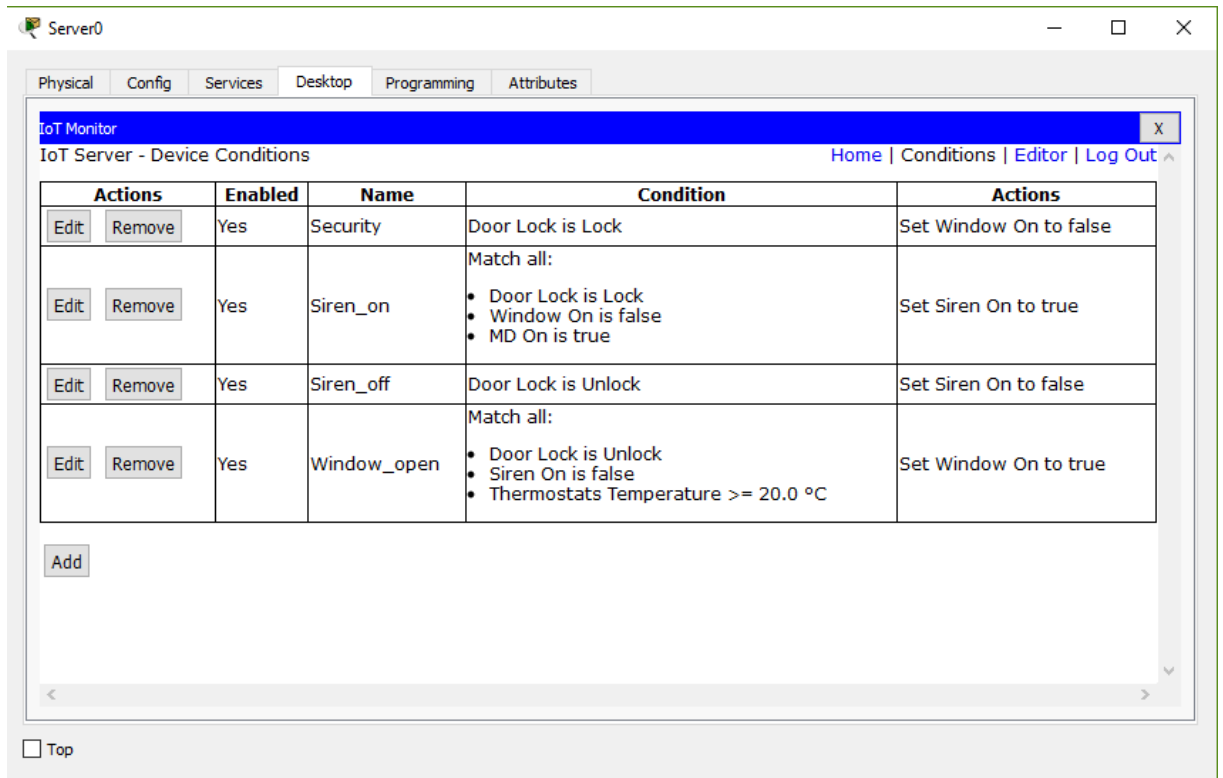 Server0
Physical Config Services Desktop Programming Attributes
IoT Monitor X
IoT Server - Device Conditions Home | Conditions | Editor | Log Out
Actions Enabled Name Condition Actions
Edit Remove Yes Security Door Lock is Lock Set Window On to false
Match all:
• Door Lock is Lock
Edit Remove Yes Siren_on • Window On is false Set Siren On to true
• MD On is true
Edit Remove Yes Siren_off Door Lock is Unlock Set Siren On to false
Match all:
• Door Lock is Unlock
Edit Remove Yes Window_open • Siren On is false Set Window On to true
• Thermostats Temperature >= 20.0 °C
Add
Top